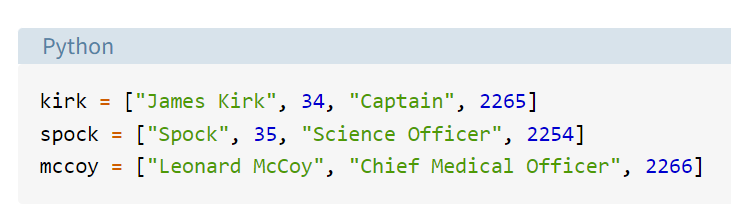 Python
kirk = ["James Kirk", 34, "Captain", 2265]
spock = ["Spock", 35, "Science Officer", 2254]
mccoy = ["Leonard McCoy", "Chief Medical Officer", 2266]